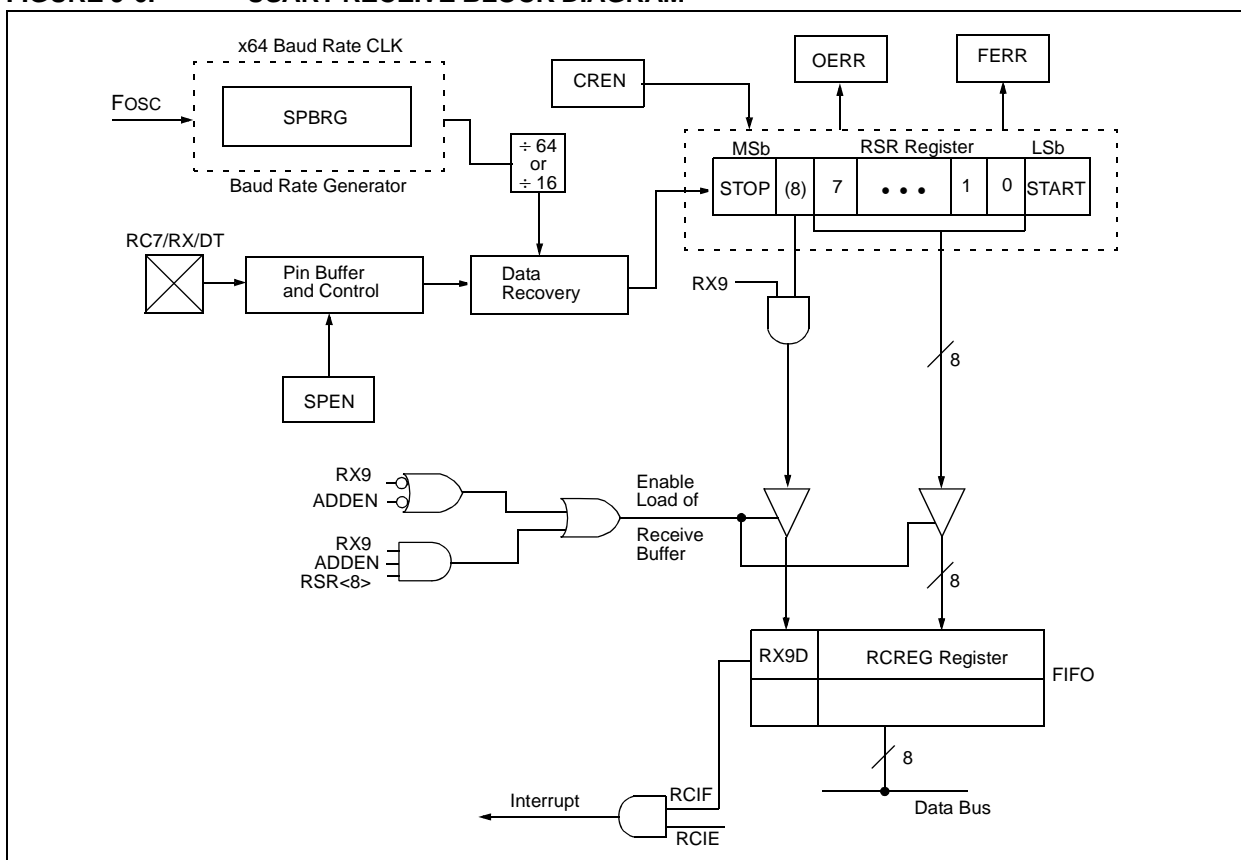 x64 Baud Rate CLK
FOSC
SPBRG
Baud Rate Generator
÷ 64
or
÷ 16
CREN
OERR
FERR
MSb
RSR Register
LSb
STOP
(8)
7
• • •
1
0
START
RC7/RX/DT
Pin Buffer
and Control
Data
Recovery
SPEN
RX9
8
RX9
ADDEN
RX9
ADDEN
RSR<8>
Enable
Load of
Receive
Buffer
8
RX9D
RCREG Register
FIFO
8
Data Bus
Interrupt
RCIF
RCIE